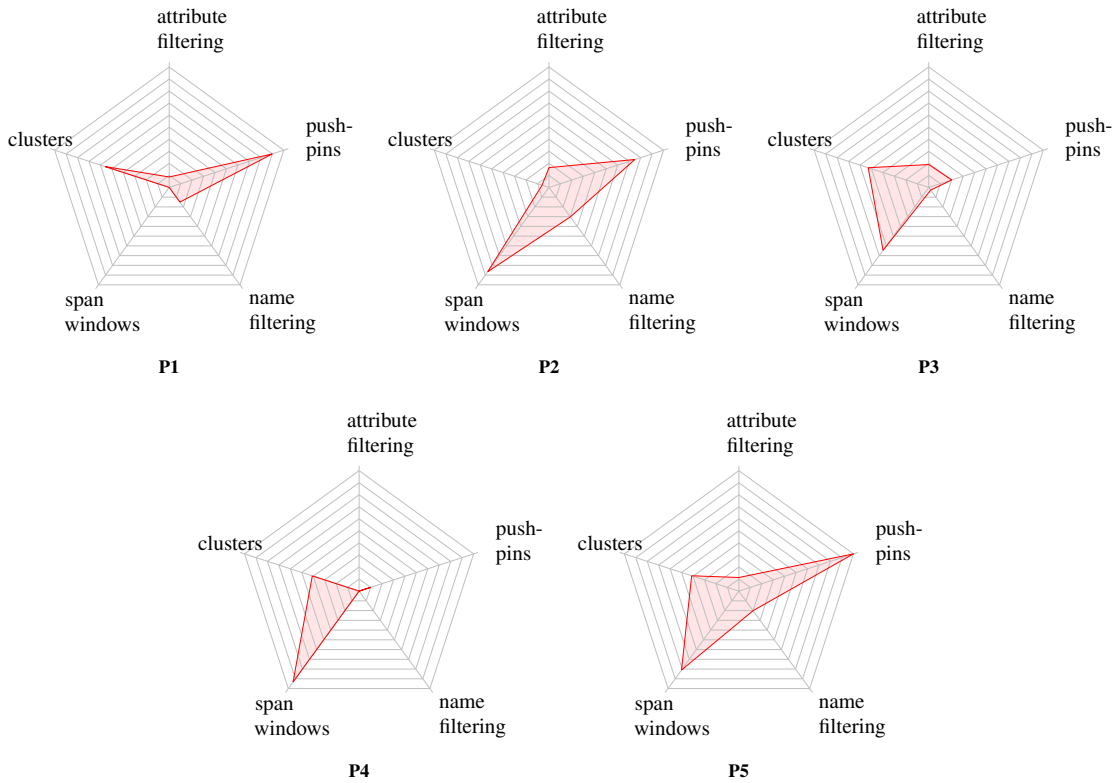 attribute
filtering
push-
pins
clusters
span
windows
name
filtering
P1
attribute
filtering
push-
pins
clusters
span
windows
name
filtering
P2
attribute
filtering
push-
pins
clusters
span
windows
name
filtering
P3
attribute
filtering
push-
pins
clusters
span
windows
name
filtering
P4
attribute
filtering
push-
pins
clusters
span
windows
name
filtering
P5